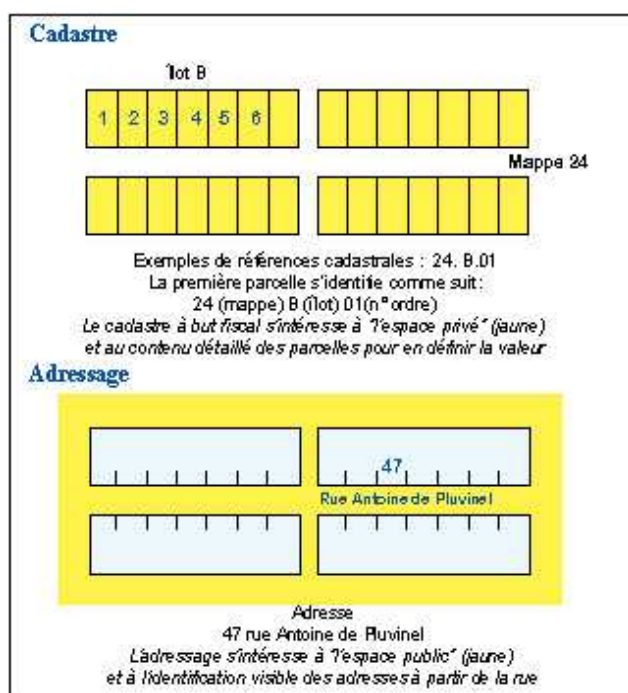 Cadastre
îlot B
1 2 3 4 5 6
Mappe 24
Exemples de références cadastrales : 24. B.01
La première parcelle s'identifie comme suit:
24 (mappe) B (îlot) 01(n° ordre)
Le cadastre à but fiscal s'intéresse à "l'espace privé" (jaune)
et au contenu détaillé des parcelles pour en définir la valeur
Adressage
47
Rue Antoine de Pluvinel
Adresse
47 rue Antoine de Pluvinel
L'adressage s'intéresse à "l'espace public" (jaune)
et à l'identification visible des adresses à partir de la rue